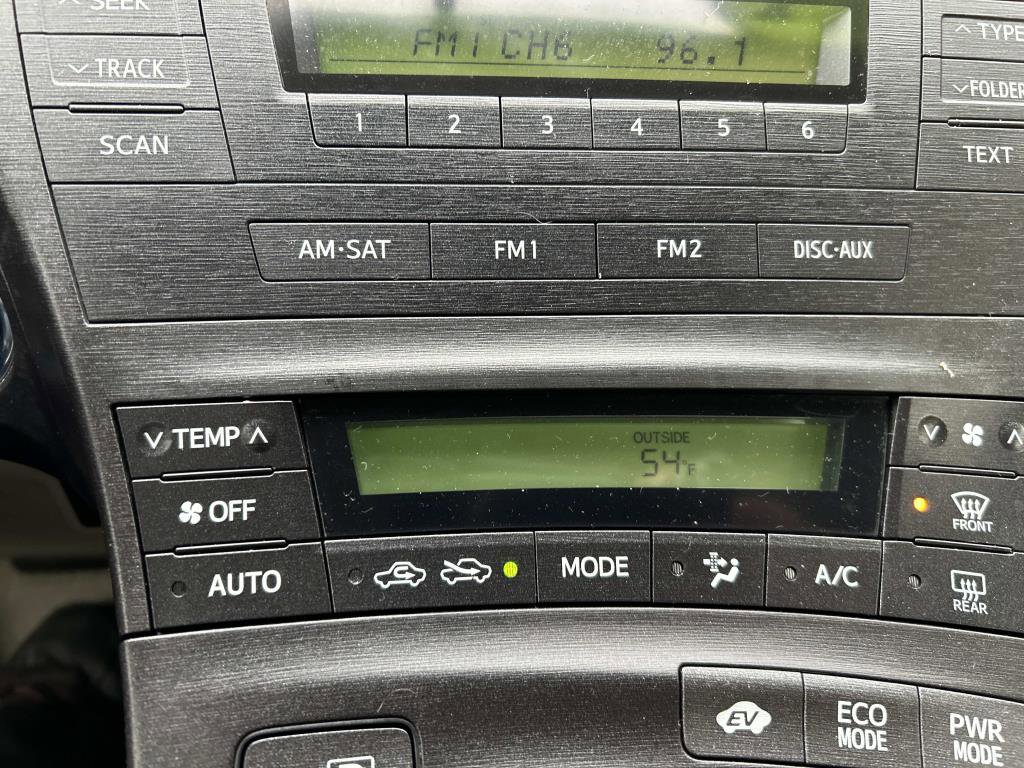 SEEK
FM1 CH6 96.1
TYPE
TRACK
FOLDER
1 2 3 4 5 6
SCAN
TEXT
AM·SAT FM1 FM2 DISC·AUX
TEMP
OUTSIDE
54°F
OFF
FRONT
AUTO
MODE
A/C
REAR
EV
ECO MODE
PWR MODE